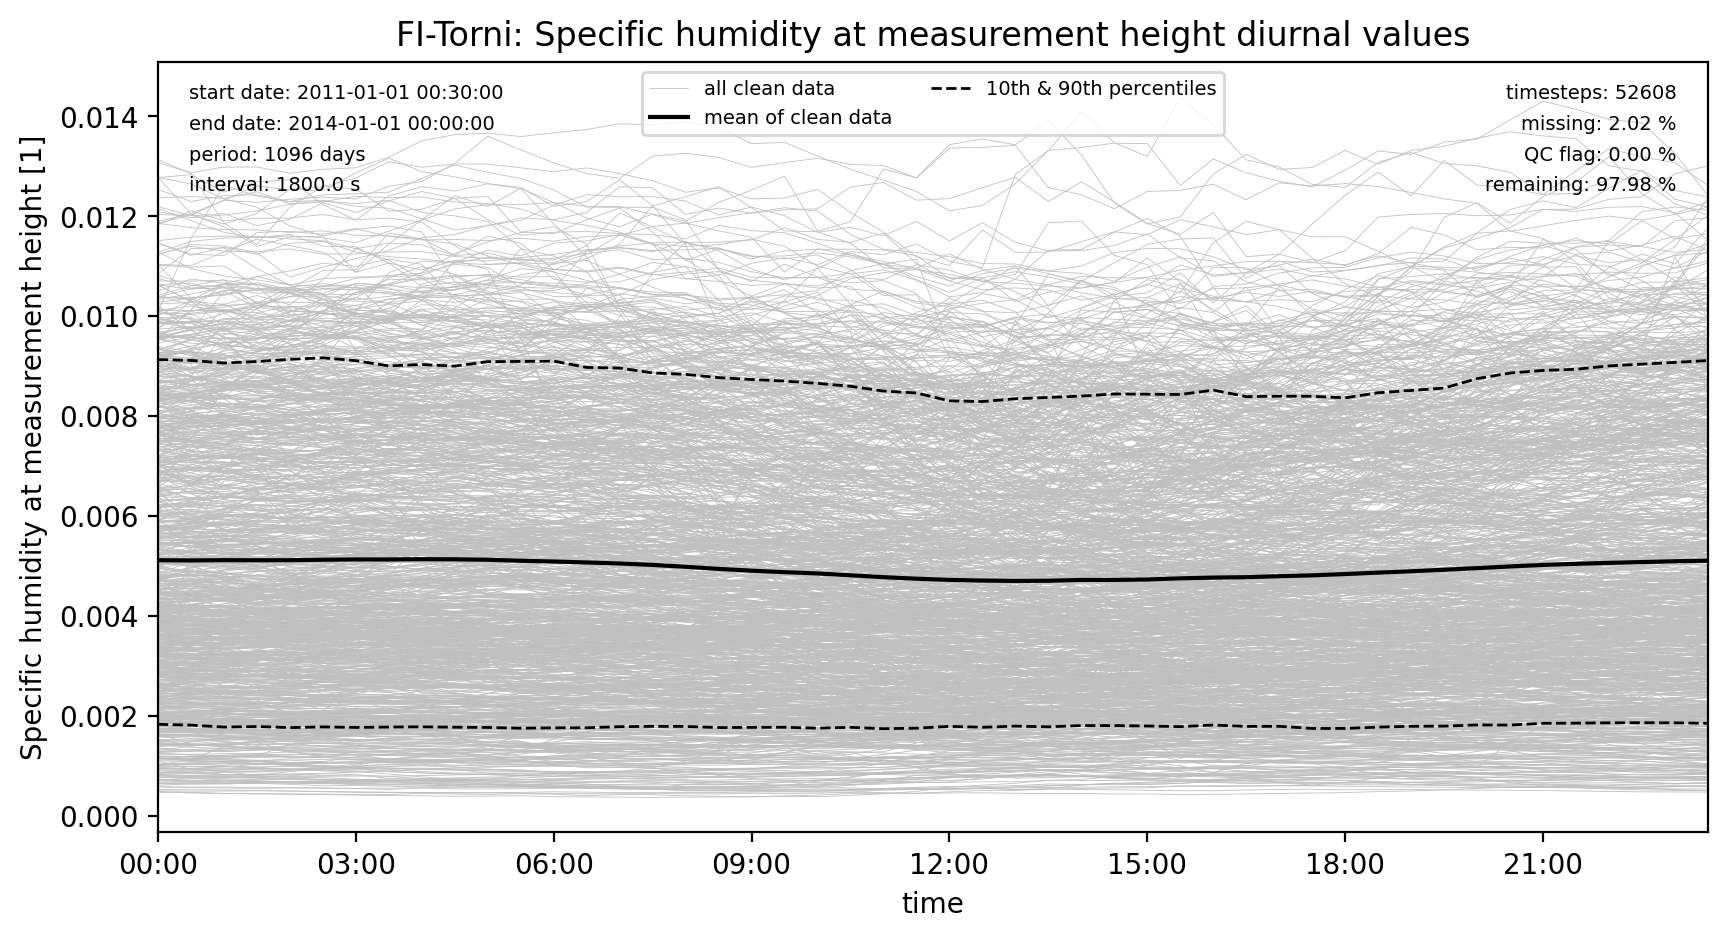 FI-Torni: Specific humidity at measurement height diurnal values
start date: 2011-01-01 00:30:00
end date: 2014-01-01 00:00:00
period: 1096 days
interval: 1800.0 s
all clean data
mean of clean data
10th & 90th percentiles
timesteps: 52608
missing: 2.02 %
QC flag: 0.00 %
remaining: 97.98 %
Specific humidity at measurement height [1]
0.014
0.012
0.010
0.008
0.006
0.004
0.002
0.000
00:00 03:00 06:00 09:00 12:00 15:00 18:00 21:00
time